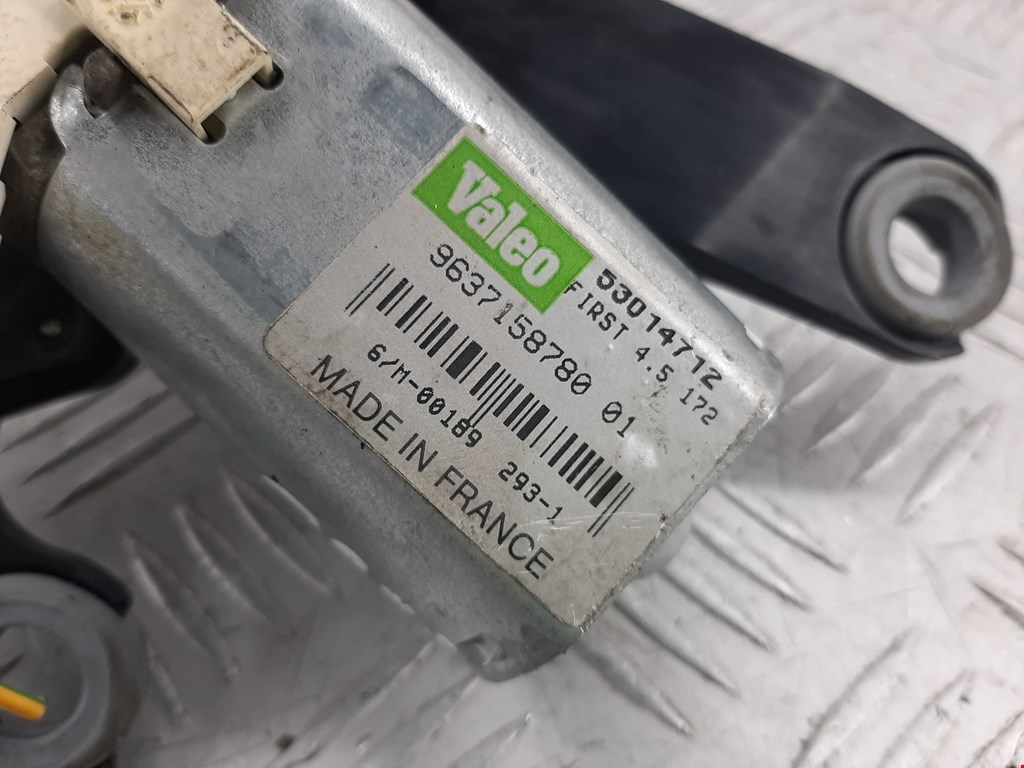 Valeo
53014712
FIRST 4.5 172
9637158780 01
6/M-00189 293-1
MADE IN FRANCE